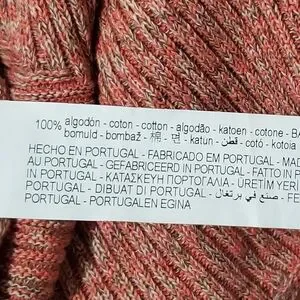 100% algodón - coton - cotton - algodão - katoen - cotone - Ba
bomuld - bombaž - 棉 - 면 - katun - قطن - cotó - kotoia
HECHO EN PORTUGAL - FABRICADO EM PORTUGAL - MAD
AU PORTUGAL - GEFABRICEERD IN PORTUGAL - FATTO IN P
IN PORTUGAL - ΚΑΤΑΣΚΕΥΗ ΠΟΡΤΟΓΑΛΙΑ - ÜRETİM YERİ
PORTUGAL - DIBUAT DI PORTUGAL - صنع في برتغال - FE
PORTUGAL - PORTUGALEN EGINA